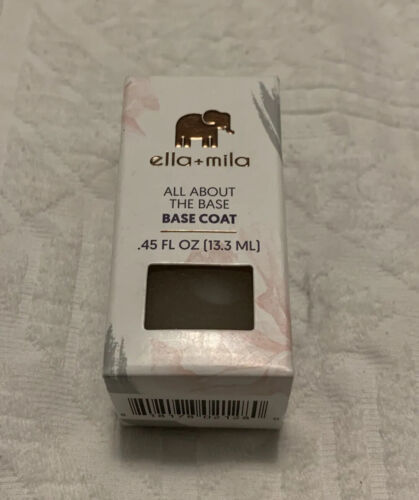 ella+mila
ALL ABOUT
THE BASE
BASE COAT
.45 FL OZ (13.3 ML)